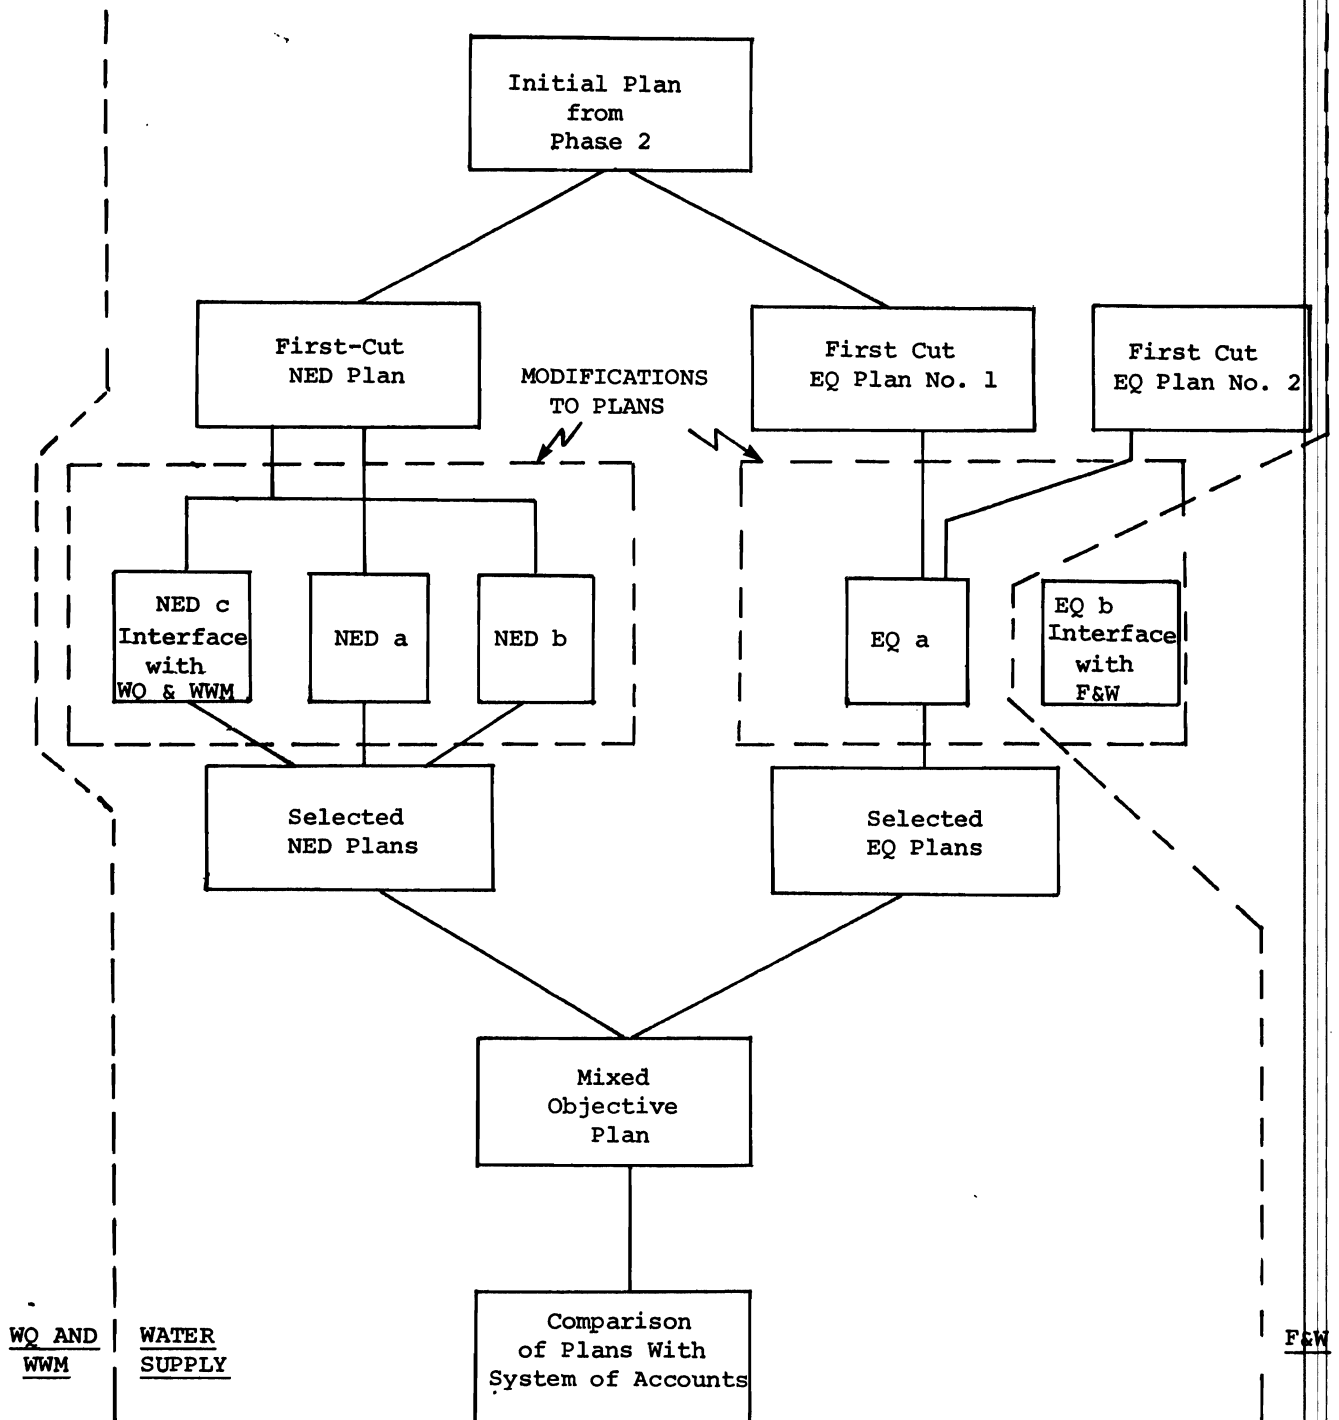 Initial Plan
from
Phase 2
First-Cut
NED Plan
MODIFICATIONS
TO PLANS
First Cut
EQ Plan No. 1
First Cut
EQ Plan No. 2
NED c
Interface
with
WQ & WWM
NED a
NED b
EQ a
EQ b
Interface
with
F&W
Selected
NED Plans
Selected
EQ Plans
Mixed
Objective
Plan
Comparison
of Plans With
System of Accounts
WQ AND
WWM
WATER
SUPPLY
F&W